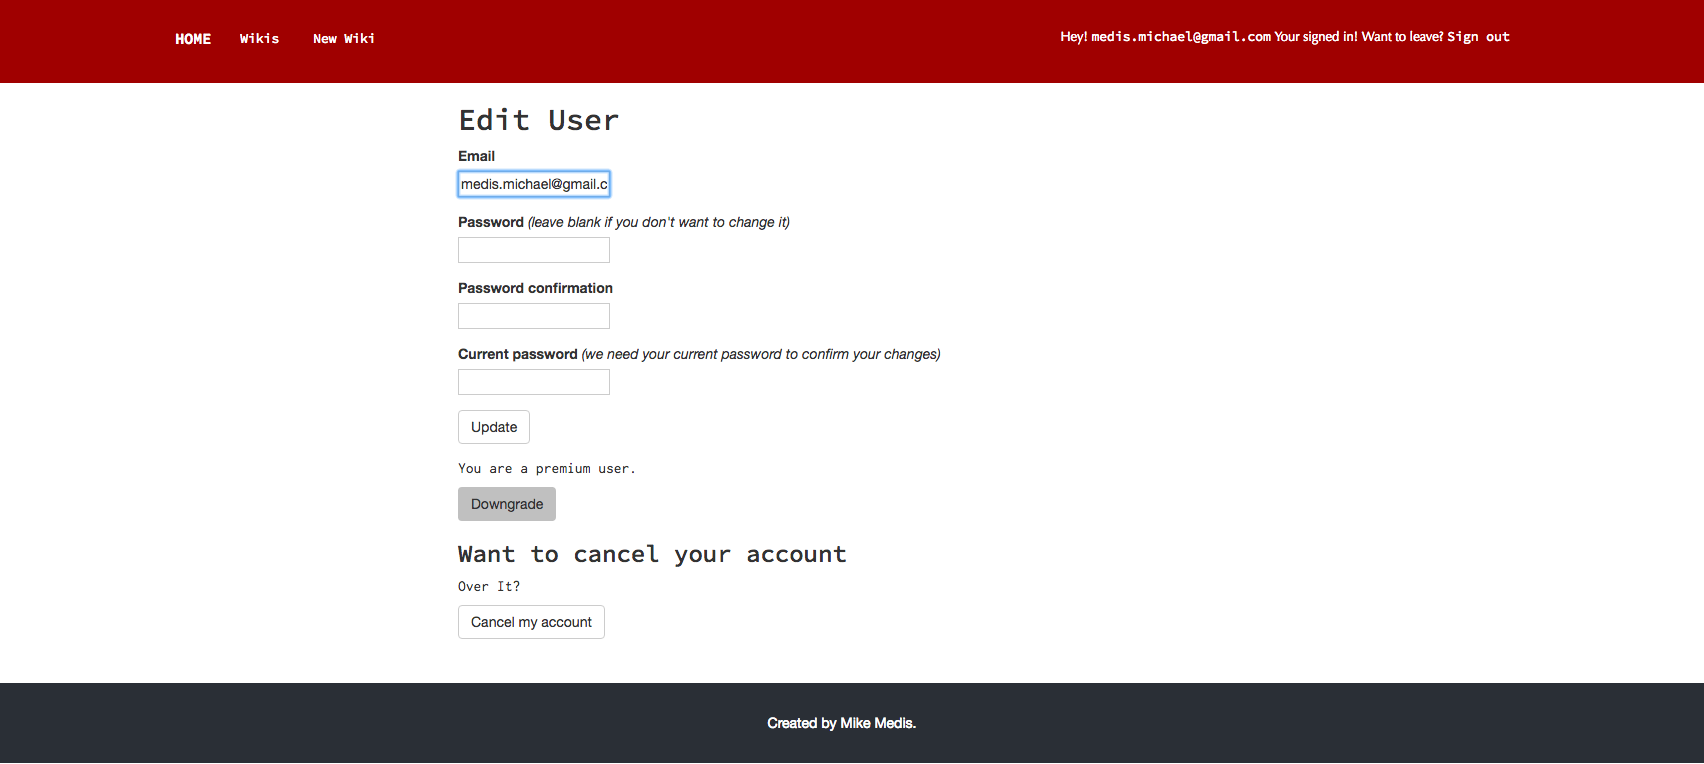 HOME Wikis New Wiki Hey! medis.michael@gmail.com Your signed in! Want to leave? Sign out
Edit User
Email
medis.michael@gmail.c
Password (leave blank if you don't want to change it)
Password confirmation
Current password (we need your current password to confirm your changes)
Update
You are a premium user.
Downgrade
Want to cancel your account
Over It?
Cancel my account
Created by Mike Medis.